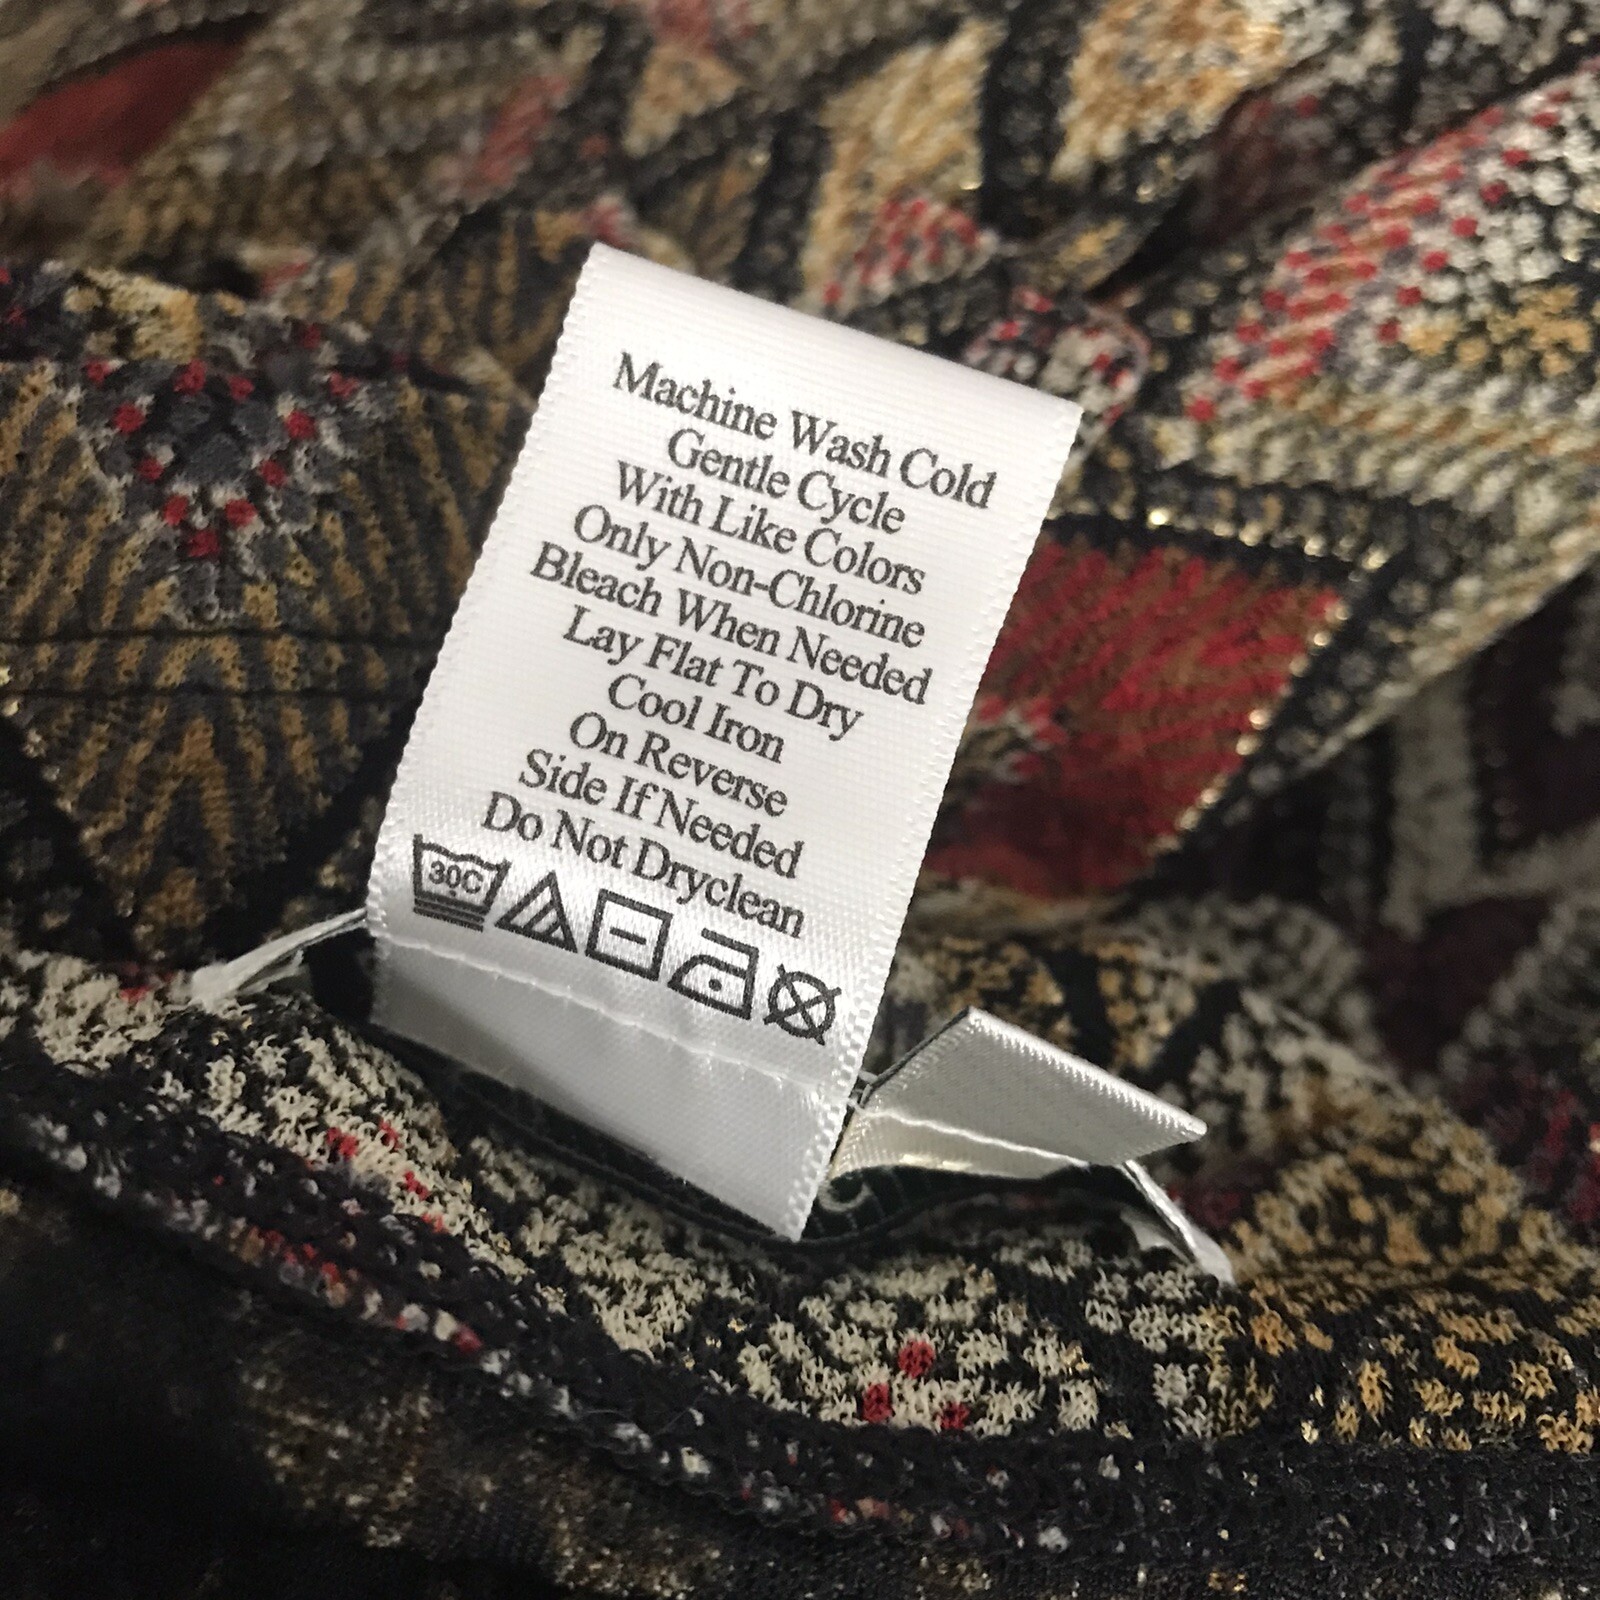 Machine Wash Cold
Gentle Cycle
With Like Colors
Only Non-Chlorine
Bleach When Needed
Lay Flat To Dry
Cool Iron
On Reverse
Side If Needed
Do Not Dryclean
30C